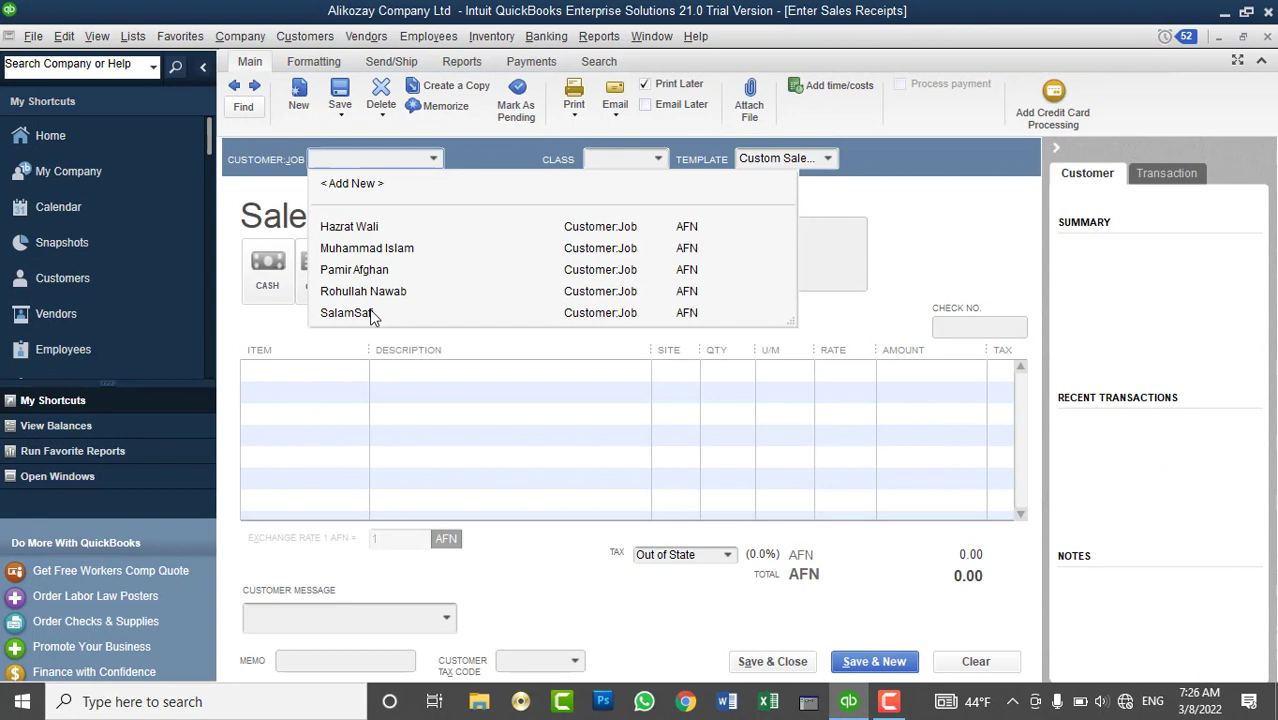 Alikozay Company Ltd - Intuit QuickBooks Enterprise Solutions 21.0 Trial Version - [Enter Sales Receipts]
File Edit View Lists Favorites Company Customers Vendors Employees Inventory Banking Reports Window Help 52
Search Company or Help
Main Formatting Send/Ship Reports Payments Search
Find New Save Delete Create a Copy Memorize Mark As Pending Print Email Print Later Email Later Attach File Add time/costs Process payment Add Credit Card Processing
My Shortcuts
Home
My Company
Calendar
Snapshots
Customers
Vendors
Employees
My Shortcuts
View Balances
Run Favorite Reports
Open Windows
Do More With QuickBooks
Get Free Workers Comp Quote
Order Labor Law Posters
Order Checks & Supplies
Promote Your Business
Finance with Confidence
CUSTOMER:JOB CLASS TEMPLATE Custom Sale...
< Add New >
Hazrat Wali Customer:Job AFN
Muhammad Islam Customer:Job AFN
Pamir Afghan Customer:Job AFN
Rohullah Nawab Customer:Job AFN
Customer:Job AFN
Sale
CASH
CHECK NO.
ITEM DESCRIPTION SITE QTY U/M RATE AMOUNT TAX
EXCHANGE RATE 1 AFN = 1 AFN
TAX Out of State (0.0%) AFN 0.00
TOTAL AFN 0.00
CUSTOMER MESSAGE
MEMO CUSTOMER TAX CODE
Save & Close Save & New Clear
Customer Transaction
SUMMARY
RECENT TRANSACTIONS
NOTES
Type here to search
44°F ENG 7:26 AM
3/8/2022